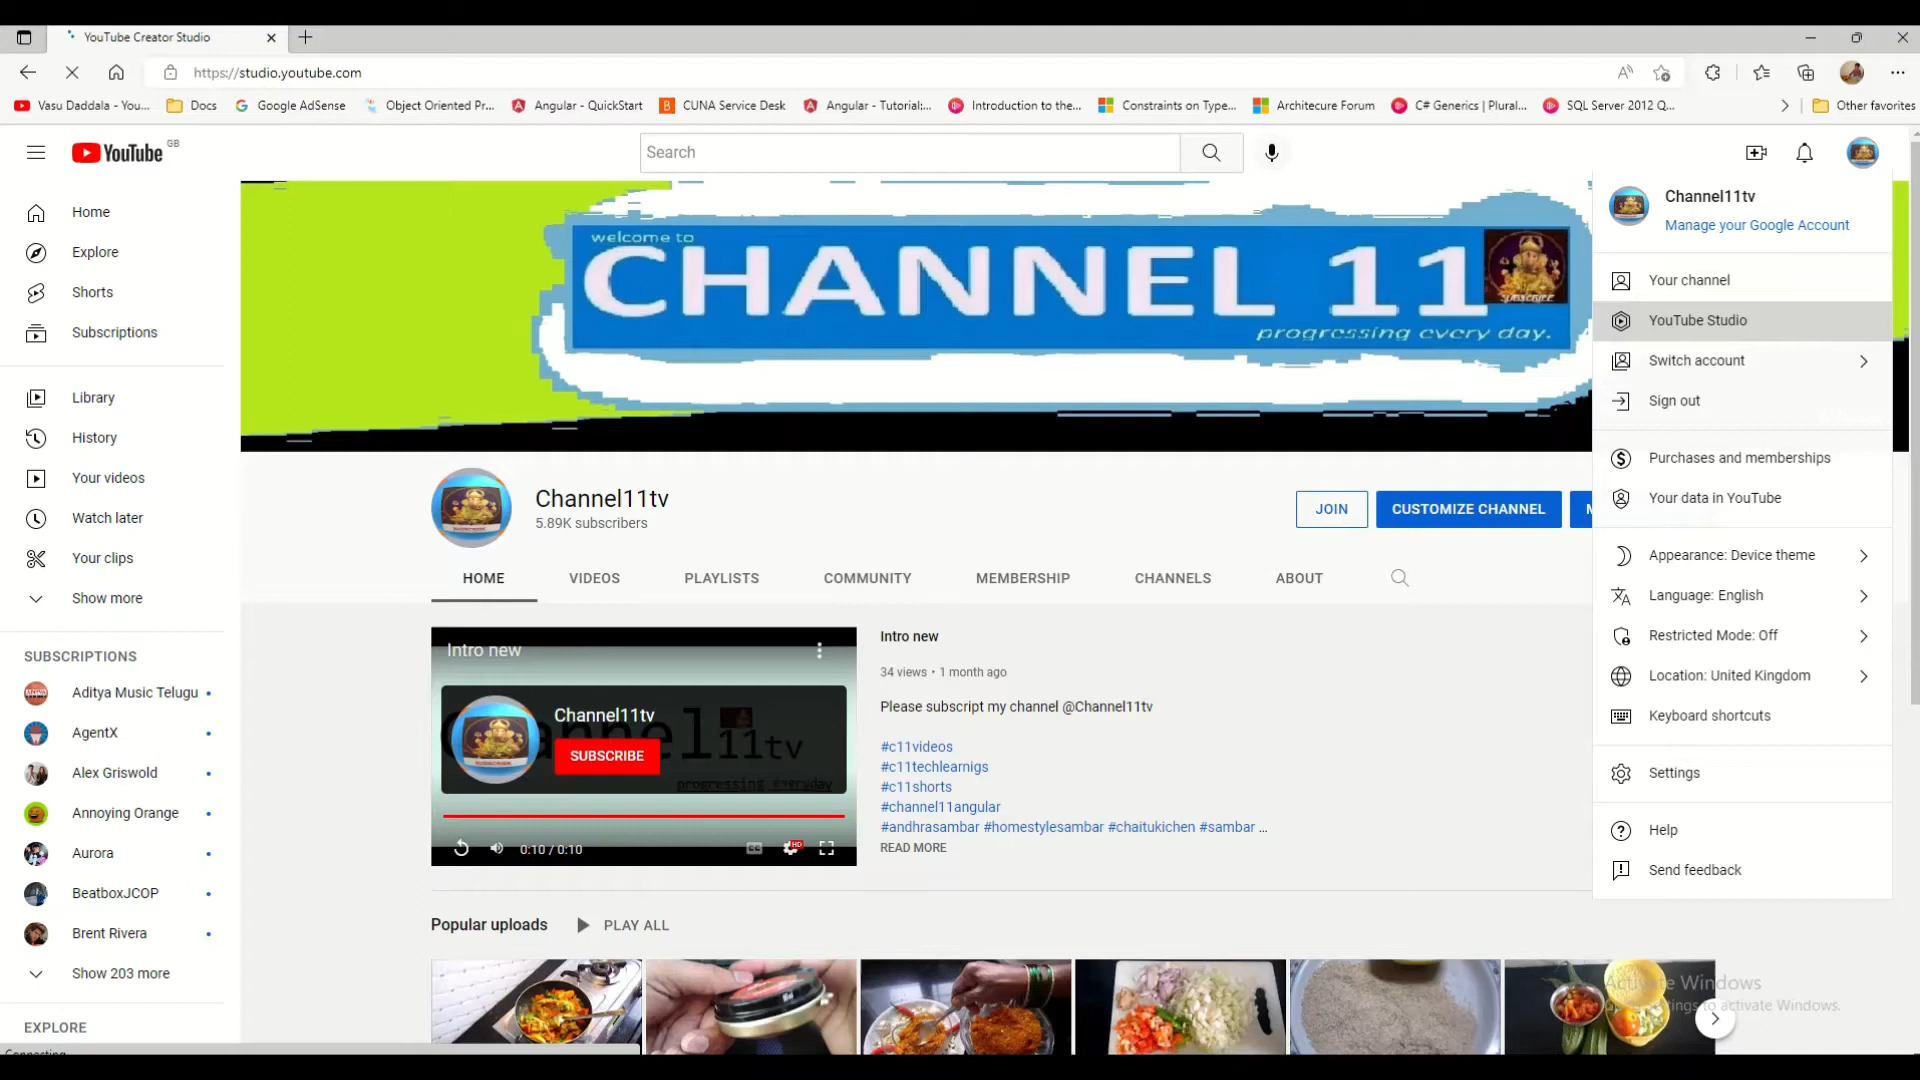 YouTube Creator Studio
https://studio.youtube.com
Vasu Daddala - You...
Docs
Google AdSense
Object Oriented Pr...
Angular - QuickStart
CUNA Service Desk
Angular - Tutorial:...
Introduction to the...
Constraints on Type...
Architecure Forum
C# Generics | Plural...
SQL Server 2012 Q...
Other favorites
YouTube GB
Search
Home
Explore
Shorts
Subscriptions
Library
History
Your videos
Watch later
Your clips
Show more
SUBSCRIPTIONS
Aditya Music Telugu
AgentX
Alex Griswold
Annoying Orange
Aurora
BeatboxJCOP
Brent Rivera
Show 203 more
EXPLORE
Connecting...
welcome to
CHANNEL 11
SUBSCRIBE
progressing every day.
Channel11tv
5.89K subscribers
JOIN
CUSTOMIZE CHANNEL
HOME
VIDEOS
PLAYLISTS
COMMUNITY
MEMBERSHIP
CHANNELS
ABOUT
Intro new
Channel11tv
SUBSCRIBE
Channel
11tv
progressing everyday
0:10 / 0:10
CC
HD
Intro new
34 views • 1 month ago
Please subscript my channel @Channel11tv
#c11videos
#c11techlearnigs
#c11shorts
#channel11angular
#andhrasambar #homestylesambar #chaitukichen #sambar ...
READ MORE
Popular uploads
PLAY ALL
Channel11tv
Manage your Google Account
Your channel
YouTube Studio
Switch account
Sign out
Purchases and memberships
Your data in YouTube
Appearance: Device theme
Language: English
Restricted Mode: Off
Location: United Kingdom
Keyboard shortcuts
Settings
Help
Send feedback
Activate Windows
to activate Windows.